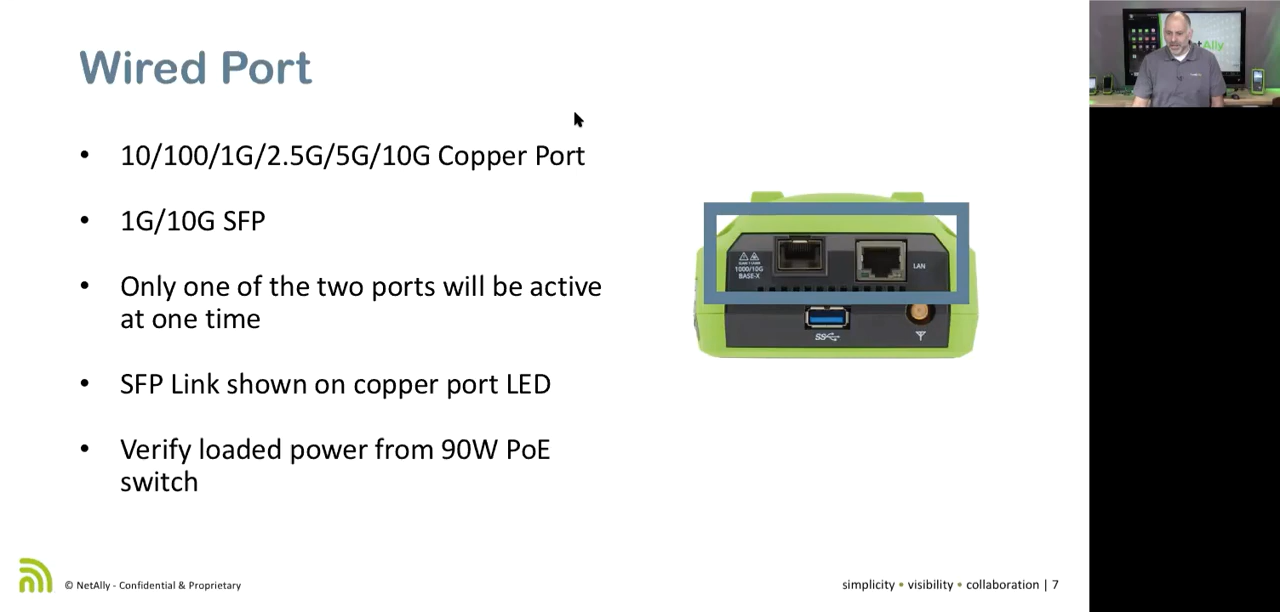 Wired Port
• 10/100/1G/2.5G/5G/10G Copper Port
• 1G/10G SFP
• Only one of the two ports will be active
at one time
• SFP Link shown on copper port LED
• Verify loaded power from 90W PoE
switch
1000/10G
BASE-X
LAN
SS
NetAlly
© NetAlly - Confidential & Proprietary
simplicity • visibility • collaboration | 7